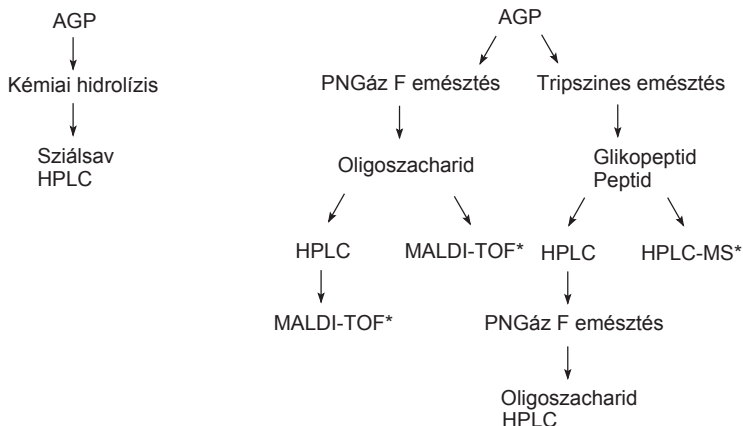 AGP
Kémiai hidrolízis
Sziálsav
HPLC
AGP
PNGáz F emésztés
Tripszines emésztés
Oligoszacharid
Glikopeptid
Peptid
HPLC
MALDI-TOF*
HPLC
HPLC-MS*
MALDI-TOF*
PNGáz F emésztés
Oligoszacharid
HPLC